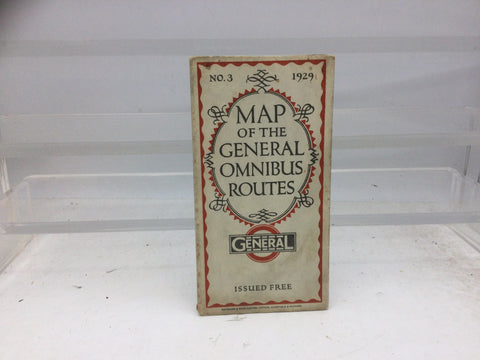 NO. 3 1929
MAP
OF THE
GENERAL
OMNIBUS
ROUTES
GENERAL
ISSUED FREE